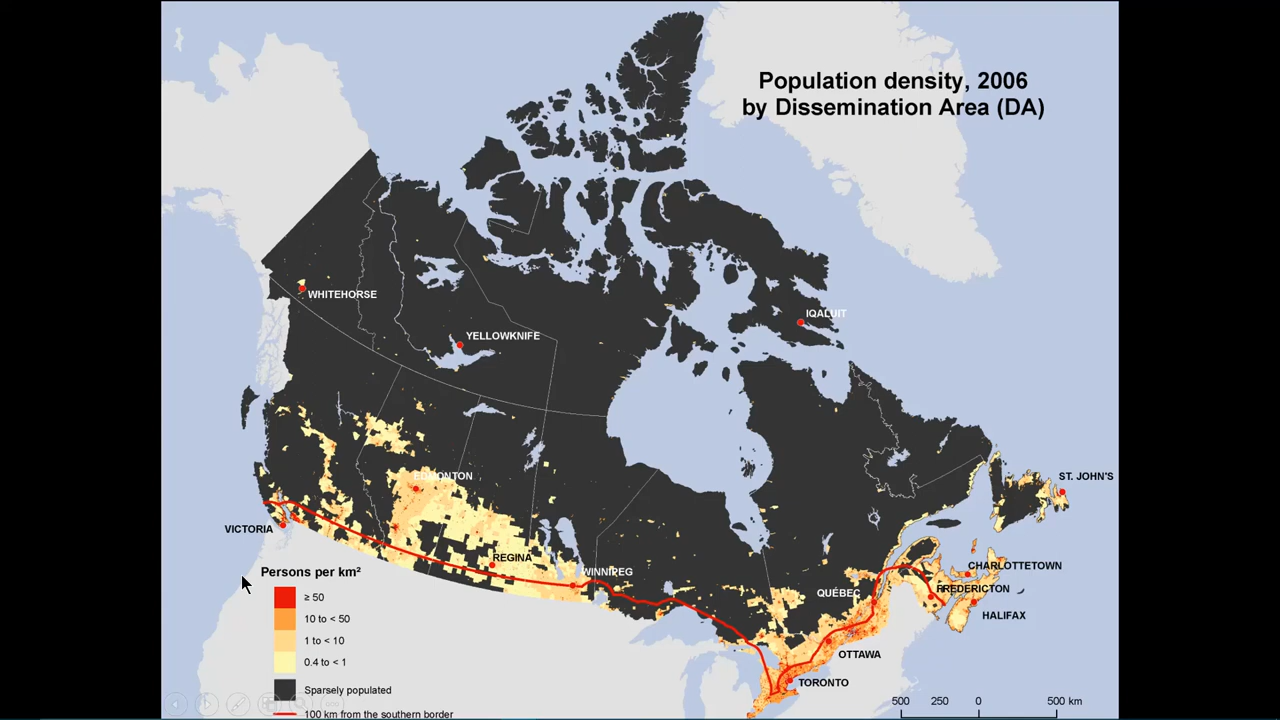 Population density, 2006
by Dissemination Area (DA)
WHITEHORSE
IQALUIT
YELLOWKNIFE
EDMONTON
ST. JOHN'S
VICTORIA
REGINA
WINNIPEG
CHARLOTTETOWN
QUÉBEC
FREDERICTON
HALIFAX
OTTAWA
TORONTO
Persons per km²
≥ 50
10 to < 50
1 to < 10
0.4 to < 1
Sparsely populated
100 km from the southern border
500 250 0 500 km